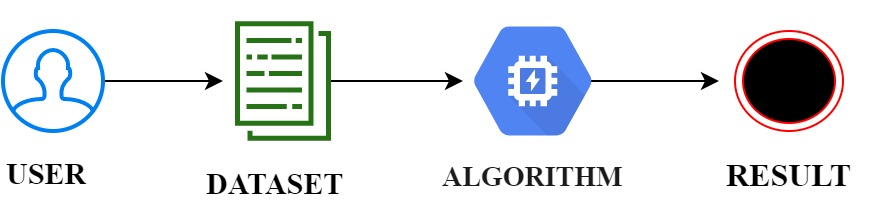 USER
DATASET
ALGORITHM
RESULT